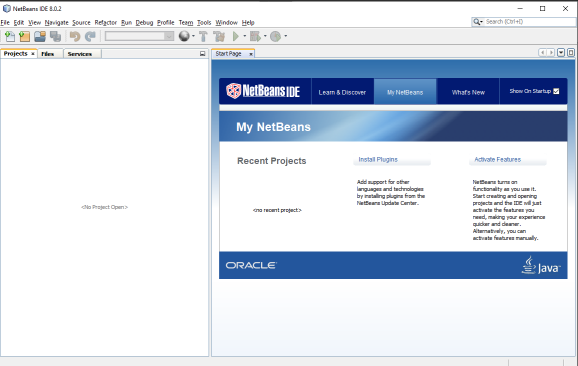 NetBeans IDE 8.0.2
File Edit View Navigate Source Refactor Run Debug Profile Team Tools Window Help
Search (Ctrl+I)
Projects Files Services
Start Page
NetBeans IDE
Learn & Discover
My NetBeans
What's New
Show On Startup
My NetBeans
Recent Projects
<no recent project>
Install Plugins
Add support for other
languages and technologies
by installing plugins from the
NetBeans Update Center.
Activate Features
NetBeans turns on
functionality as you use it.
Start creating and opening
projects and the IDE will just
activate the features you
need, making your experience
quicker and cleaner.
Alternatively, you can
activate features manually.
<No Project Open>
ORACLE
Java